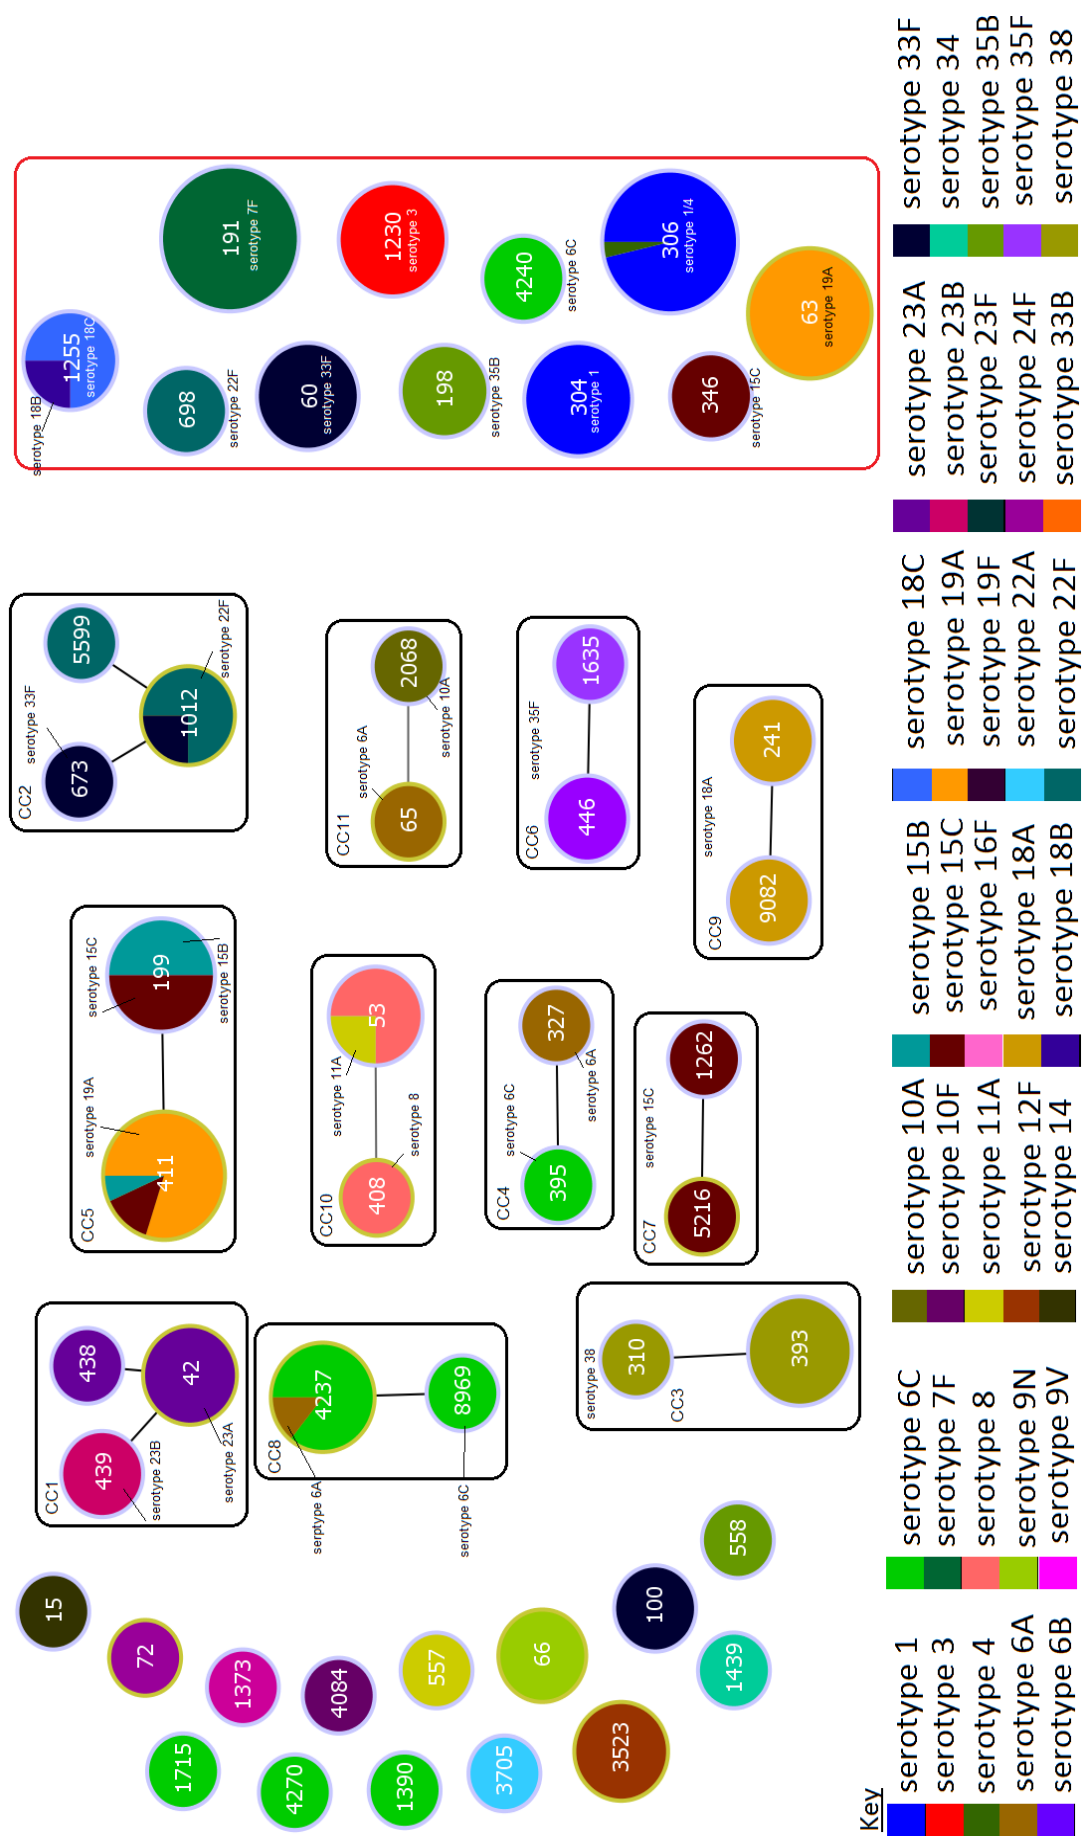 serotype 18B
1255
serotype 18C
191
serotype 7F
698
serotype 22F
60
serotype 33F
1230
serotype 3
198
serotype 35B
4240
serotype 6C
304
serotype 1
306
serotype 1/4
346
serotype 15C
63
serotype 19A
CC2
serotype 33F
673
5599
1012
serotype 22F
CC11
serotype 6A
65
2068
serotype 10A
CC6
serotype 35F
446
1635
CC9
serotype 18A
9082
241
CC5
serotype 19A
411
serotype 15C
199
serotype 15B
CC10
serotype 11A
408
53
serotype 8
CC4
serotype 6C
395
327
serotype 6A
CC7
serotype 15C
5216
1262
CC1
439
438
42
serotype 23B
serotype 23A
CC8
4237
8969
serptype 6A
serotype 6C
serotype 38
310
CC3
393
15
72
1715
1373
4270
4084
1390
557
3705
66
3523
100
558
1439
Key
serotype 1
serotype 3
serotype 4
serotype 6A
serotype 6B
serotype 6C
serotype 7F
serotype 8
serotype 9N
serotype 9V
serotype 10A
serotype 10F
serotype 11A
serotype 12F
serotype 14
serotype 15B
serotype 15C
serotype 16F
serotype 18A
serotype 18B
serotype 18C
serotype 19A
serotype 19F
serotype 22A
serotype 22F
serotype 23A
serotype 23B
serotype 23F
serotype 24F
serotype 33B
serotype 33F
serotype 34
serotype 35B
serotype 35F
serotype 38